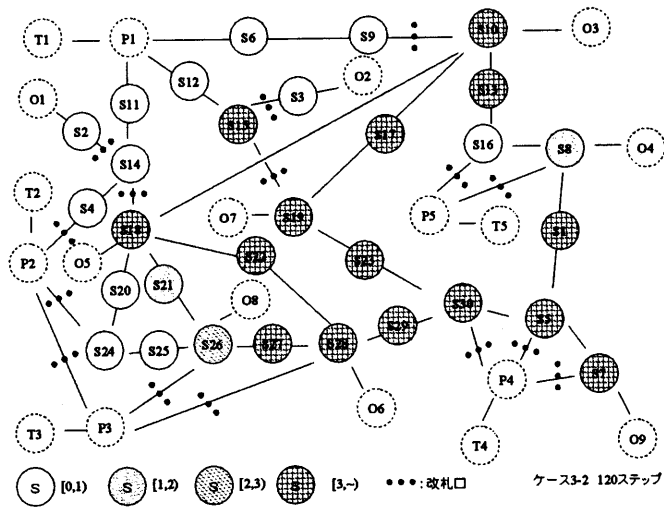 T1 P1 S6 S9 S10 O3
O1 S12 O2
S11 S3 S13
S2 S15 S17
S14 S16 S8 O4
T2 S4
O7 S19 P5 T5
S18 S1
P2 O5 S22 S23
S20 S21 O8
S30 S5
S24 S25 S26 S27 S28 S29
P4 S7
O6
T3 P3
T4 O9
S [0,1) S [1,2) S [2,3) S [3,~) •••:改札口 ケース3-2 120ステップ